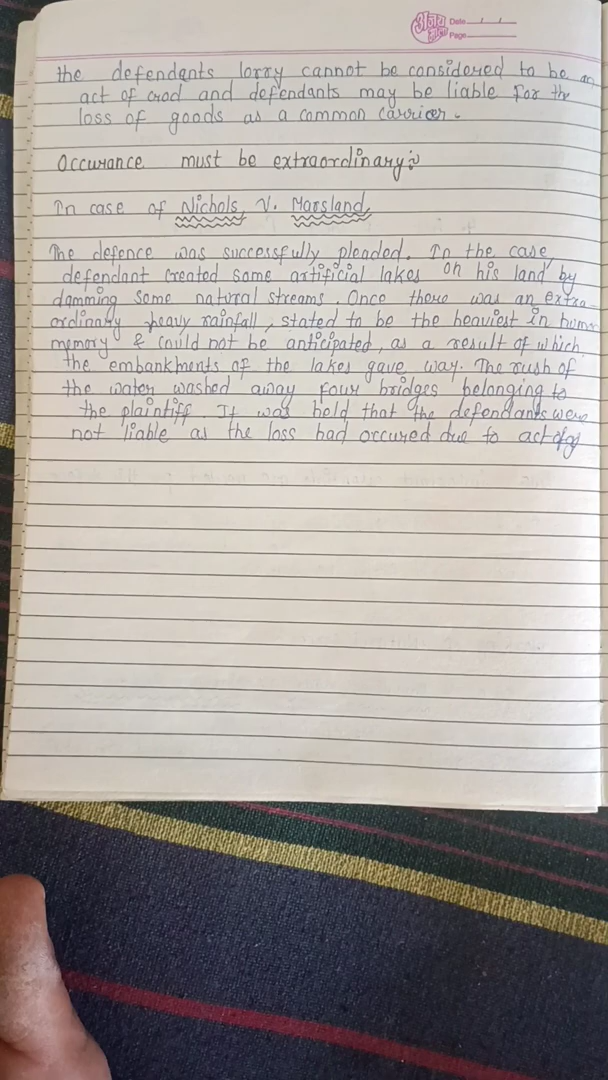 Date
Page
the defendants lorry cannot be considered to be an
act of God and defendants may be liable for the
loss of goods as a common carrier.
Occurance must be extraordinary:
In case of Nichols V. Marsland,
The defence was successfully pleaded. In the case,
defendant created some artificial lakes on his land by
damming some natural streams. Once there was an extra-
ordinary heavy rainfall, stated to be the heaviest in human
memory & could not be anticipated, as a result of which
the embankments of the lakes gave way. The rush of
the water washed away four bridges belonging to
the plaintiff. It was held that the defendants were
not liable as the loss had occured due to act of